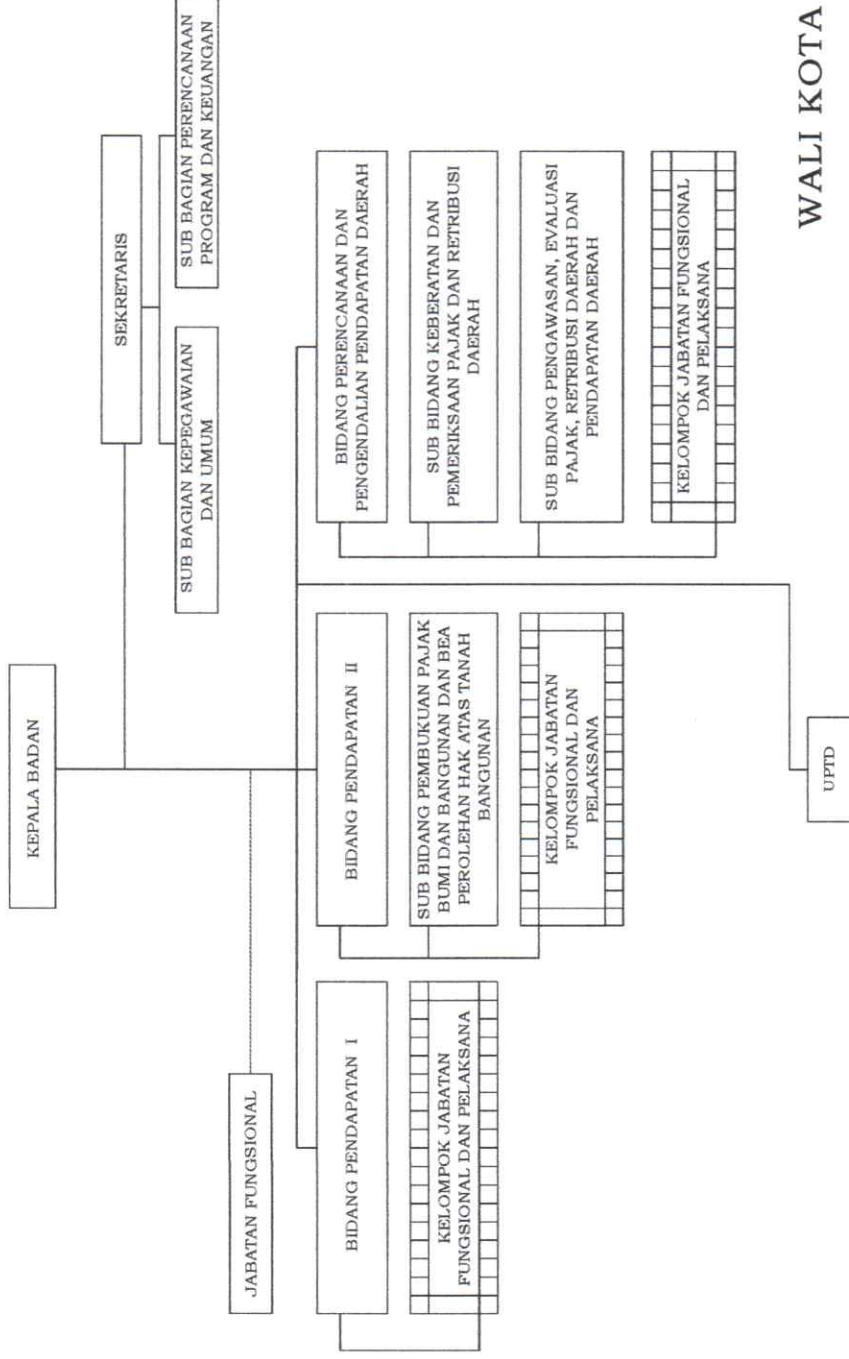 KEPALA BADAN
SEKRETARIS
SUB BAGIAN KEPEGAWAIAN
DAN UMUM
SUB BAGIAN PERENCANAAN
PROGRAM DAN KEUANGAN
JABATAN FUNGSIONAL
BIDANG PENDAPATAN I
KELOMPOK JABATAN
FUNGSIONAL DAN PELAKSANA
BIDANG PENDAPATAN II
SUB BIDANG PEMBUKUAN PAJAK
BUMI DAN BANGUNAN DAN BEA
PEROLEHAN HAK ATAS TANAH
BANGUNAN
KELOMPOK JABATAN
FUNGSIONAL DAN
PELAKSANA
BIDANG PERENCANAAN DAN
PENGENDALIAN PENDAPATAN DAERAH
SUB BIDANG KEBERATAN DAN
PEMERIKSAAN PAJAK DAN RETRIBUSI
DAERAH
SUB BIDANG PENGAWASAN, EVALUASI
PAJAK, RETRIBUSI DAERAH DAN
PENDAPATAN DAERAH
KELOMPOK JABATAN FUNGSIONAL
DAN PELAKSANA
UPTD
WALI KOTA